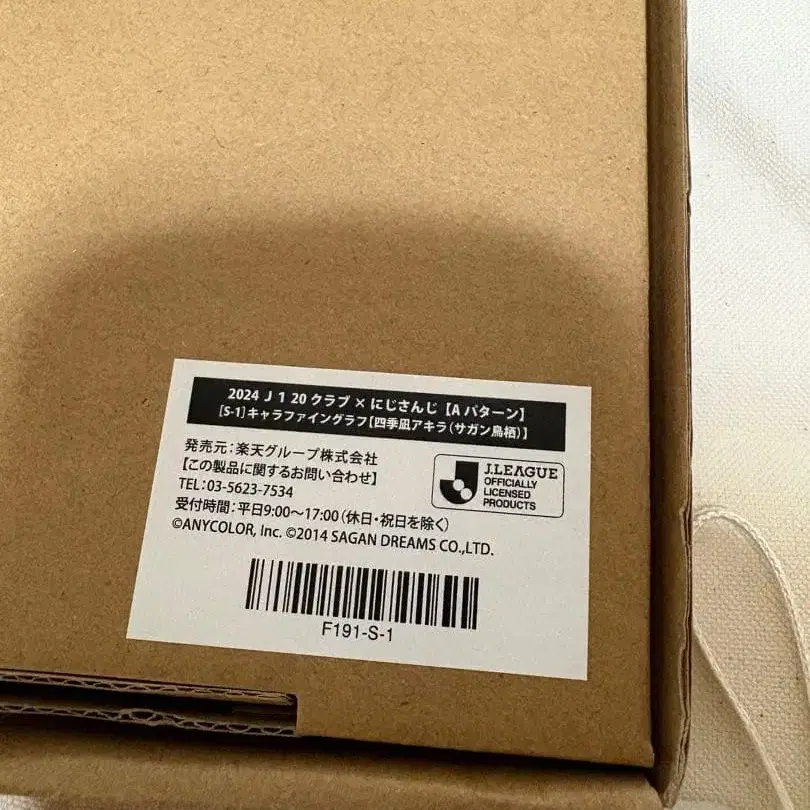 2024 J 1 20 クラブ × にじさんじ【A パターン】
[S-1]キャラファイングラフ【四季凪アキラ(サガン鳥栖)】
発売元:楽天グループ株式会社
【この製品に関するお問い合わせ】
TEL:03-5623-7534
受付時間:平日9:00～17:00(休日・祝日を除く)
©ANYCOLOR, Inc. ©2014 SAGAN DREAMS CO.,LTD.
J.LEAGUE
OFFICIALLY
LICENSED
PRODUCTS
F191-S-1